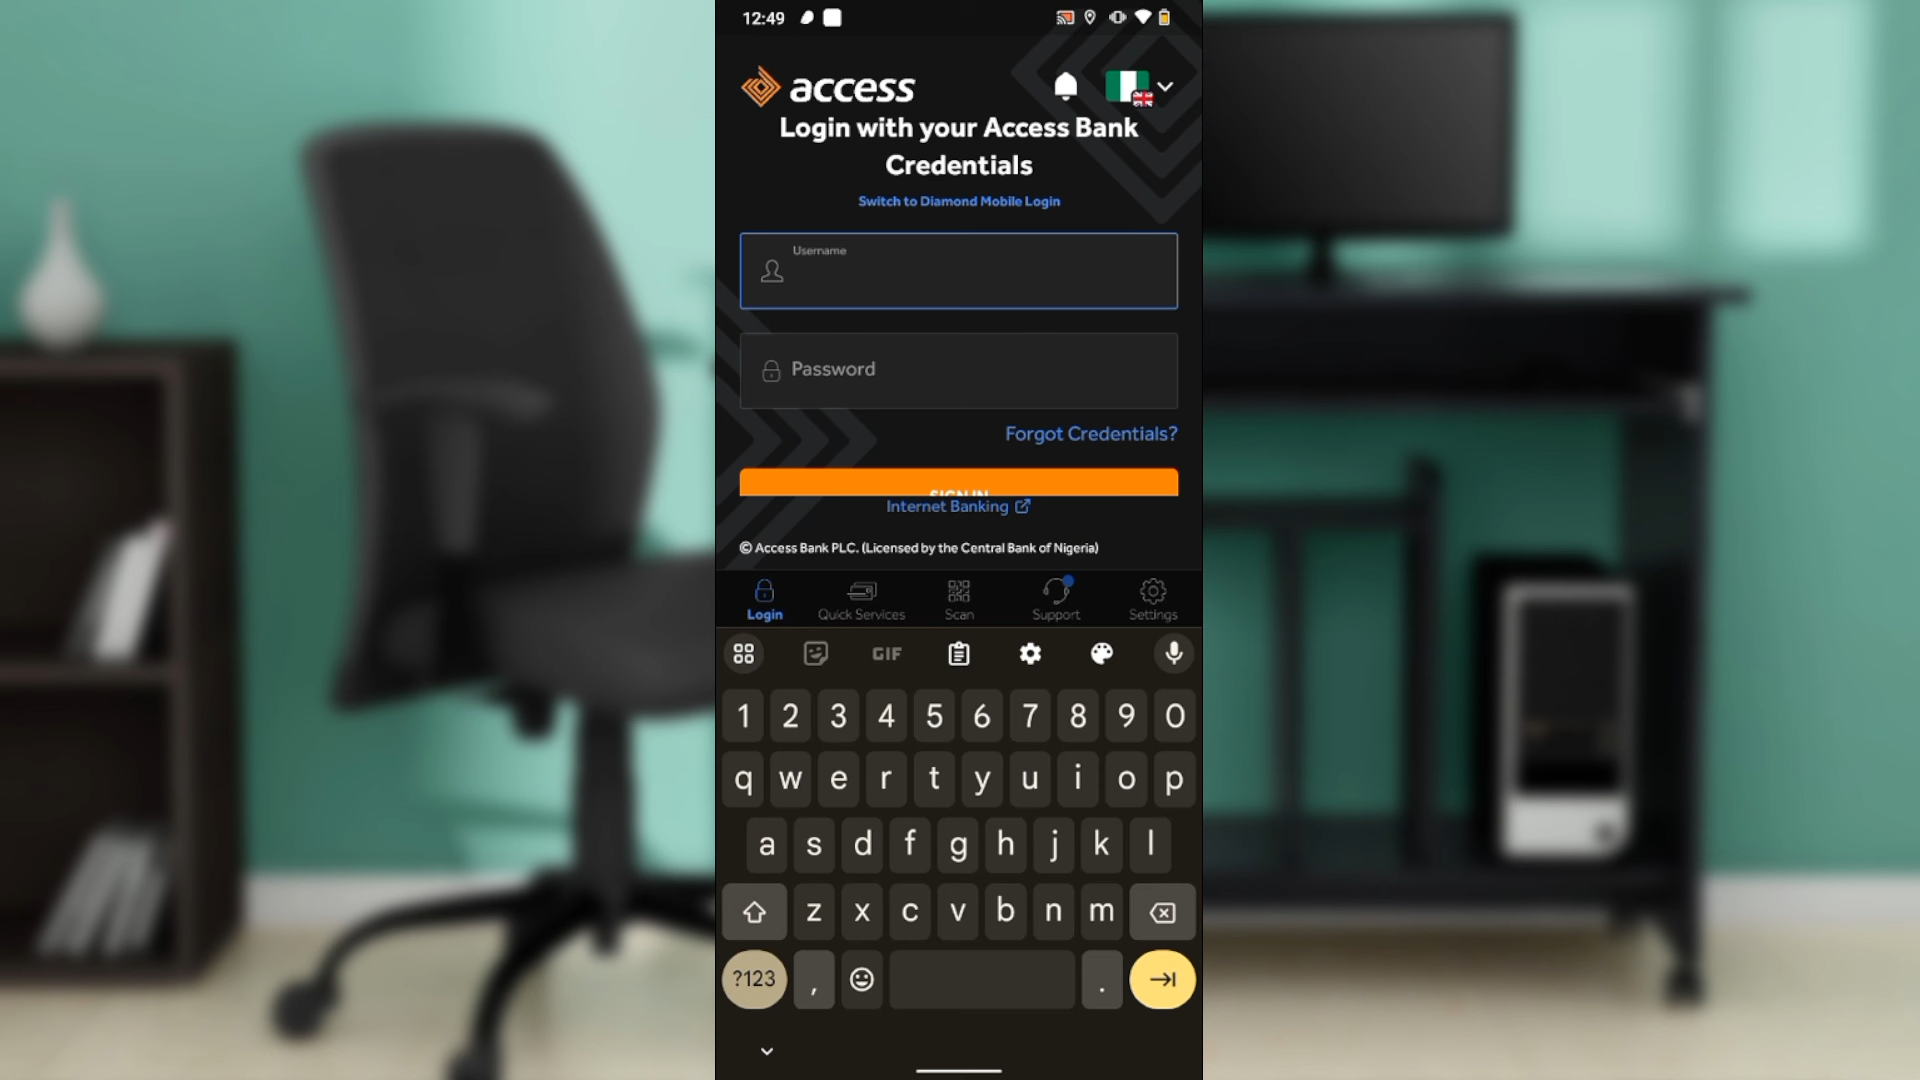 12:49
access
Login with your Access Bank
Credentials
Switch to Diamond Mobile Login
Username
Password
Forgot Credentials?
SIGN IN
Internet Banking
© Access Bank PLC. (Licensed by the Central Bank of Nigeria)
Login Quick Services Scan Support Settings
GIF
1 2 3 4 5 6 7 8 9 0
q w e r t y u i o p
a s d f g h j k l
z x c v b n m
?123 , .